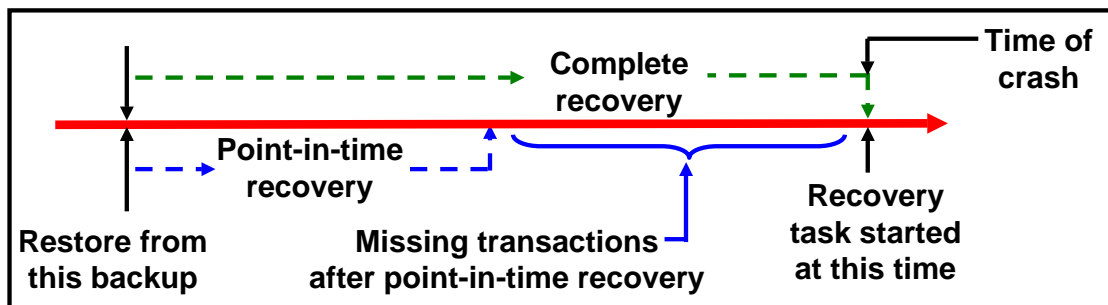 Time of
crash
Complete
recovery
Point-in-time
recovery
Restore from
this backup
Missing transactions
after point-in-time recovery
Recovery
task started
at this time